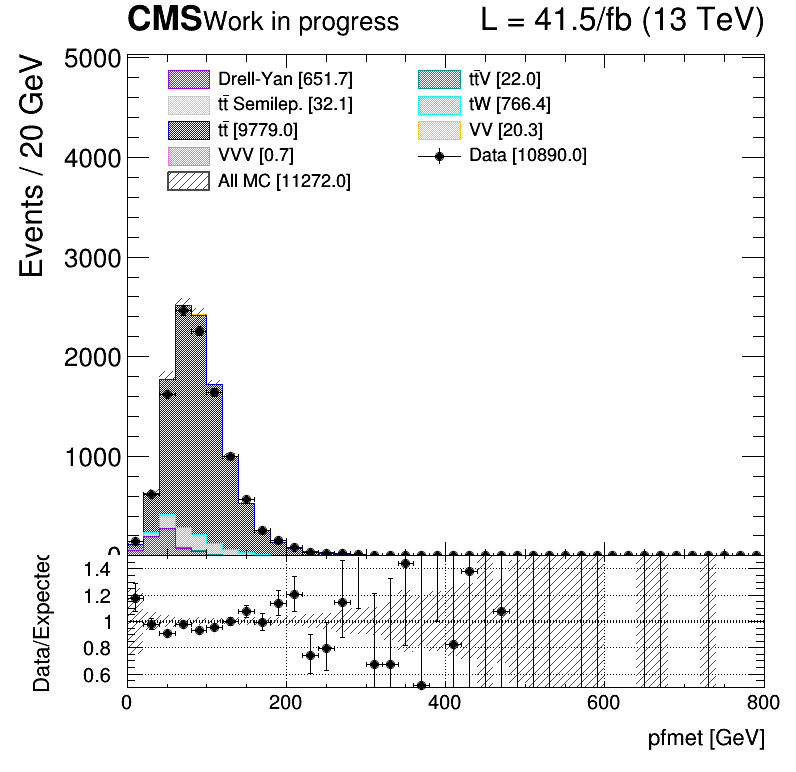 CMS Work in progress L = 41.5/fb (13 TeV)
Events / 20 GeV
5000
4000
3000
2000
1000
0
Drell-Yan [651.7]
tt̄V [22.0]
tt̄ Semilep. [32.1]
tW [766.4]
tt̄ [9779.0]
VV [20.3]
VVV [0.7]
Data [10890.0]
All MC [11272.0]
Data/Expected
1.4
1.2
1
0.8
0.6
0 200 400 600 800
pfmet [GeV]